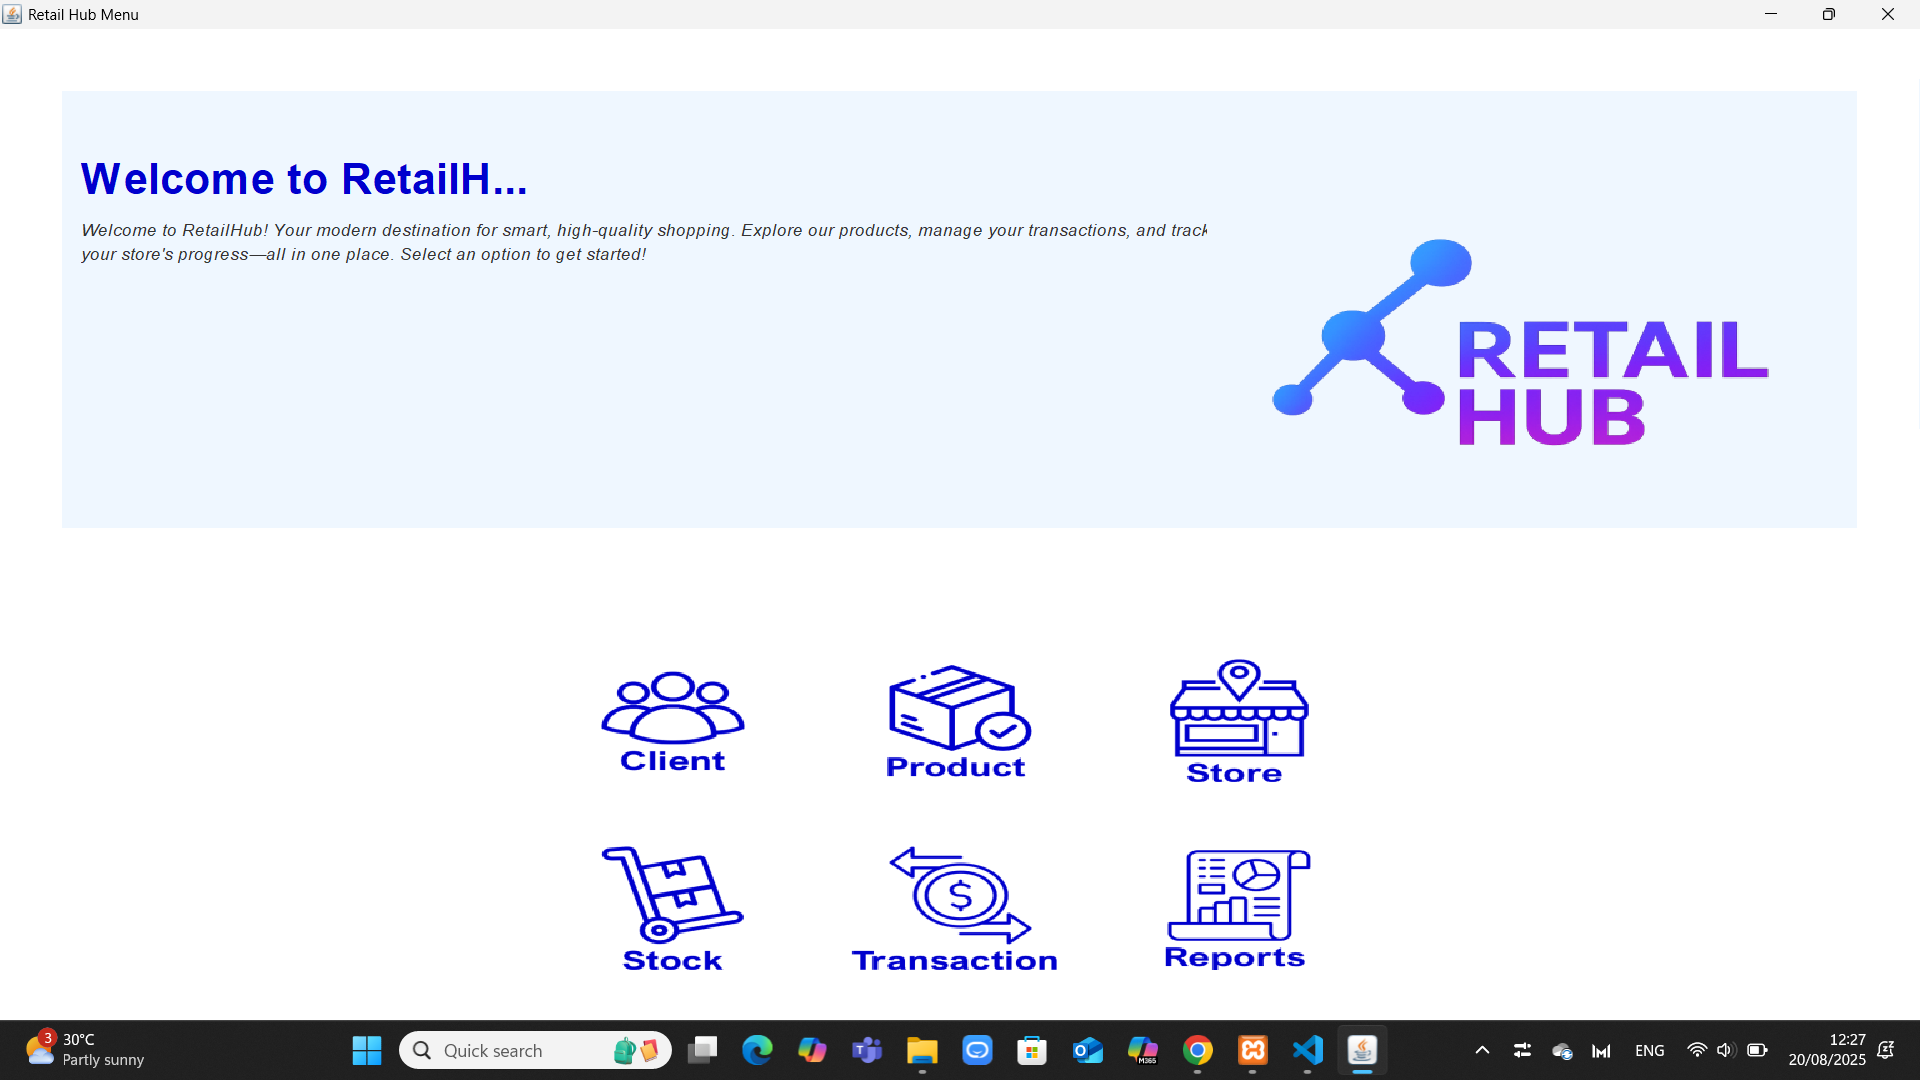 Retail Hub Menu
Welcome to RetailH...
Welcome to RetailHub! Your modern destination for smart, high-quality shopping. Explore our products, manage your transactions, and track
your store's progress—all in one place. Select an option to get started!
RETAIL
HUB
Client
Product
Store
$
Stock
Transaction
Reports
3
30°C
Partly sunny
Quick search
M365
ENG
12:27
20/08/2025